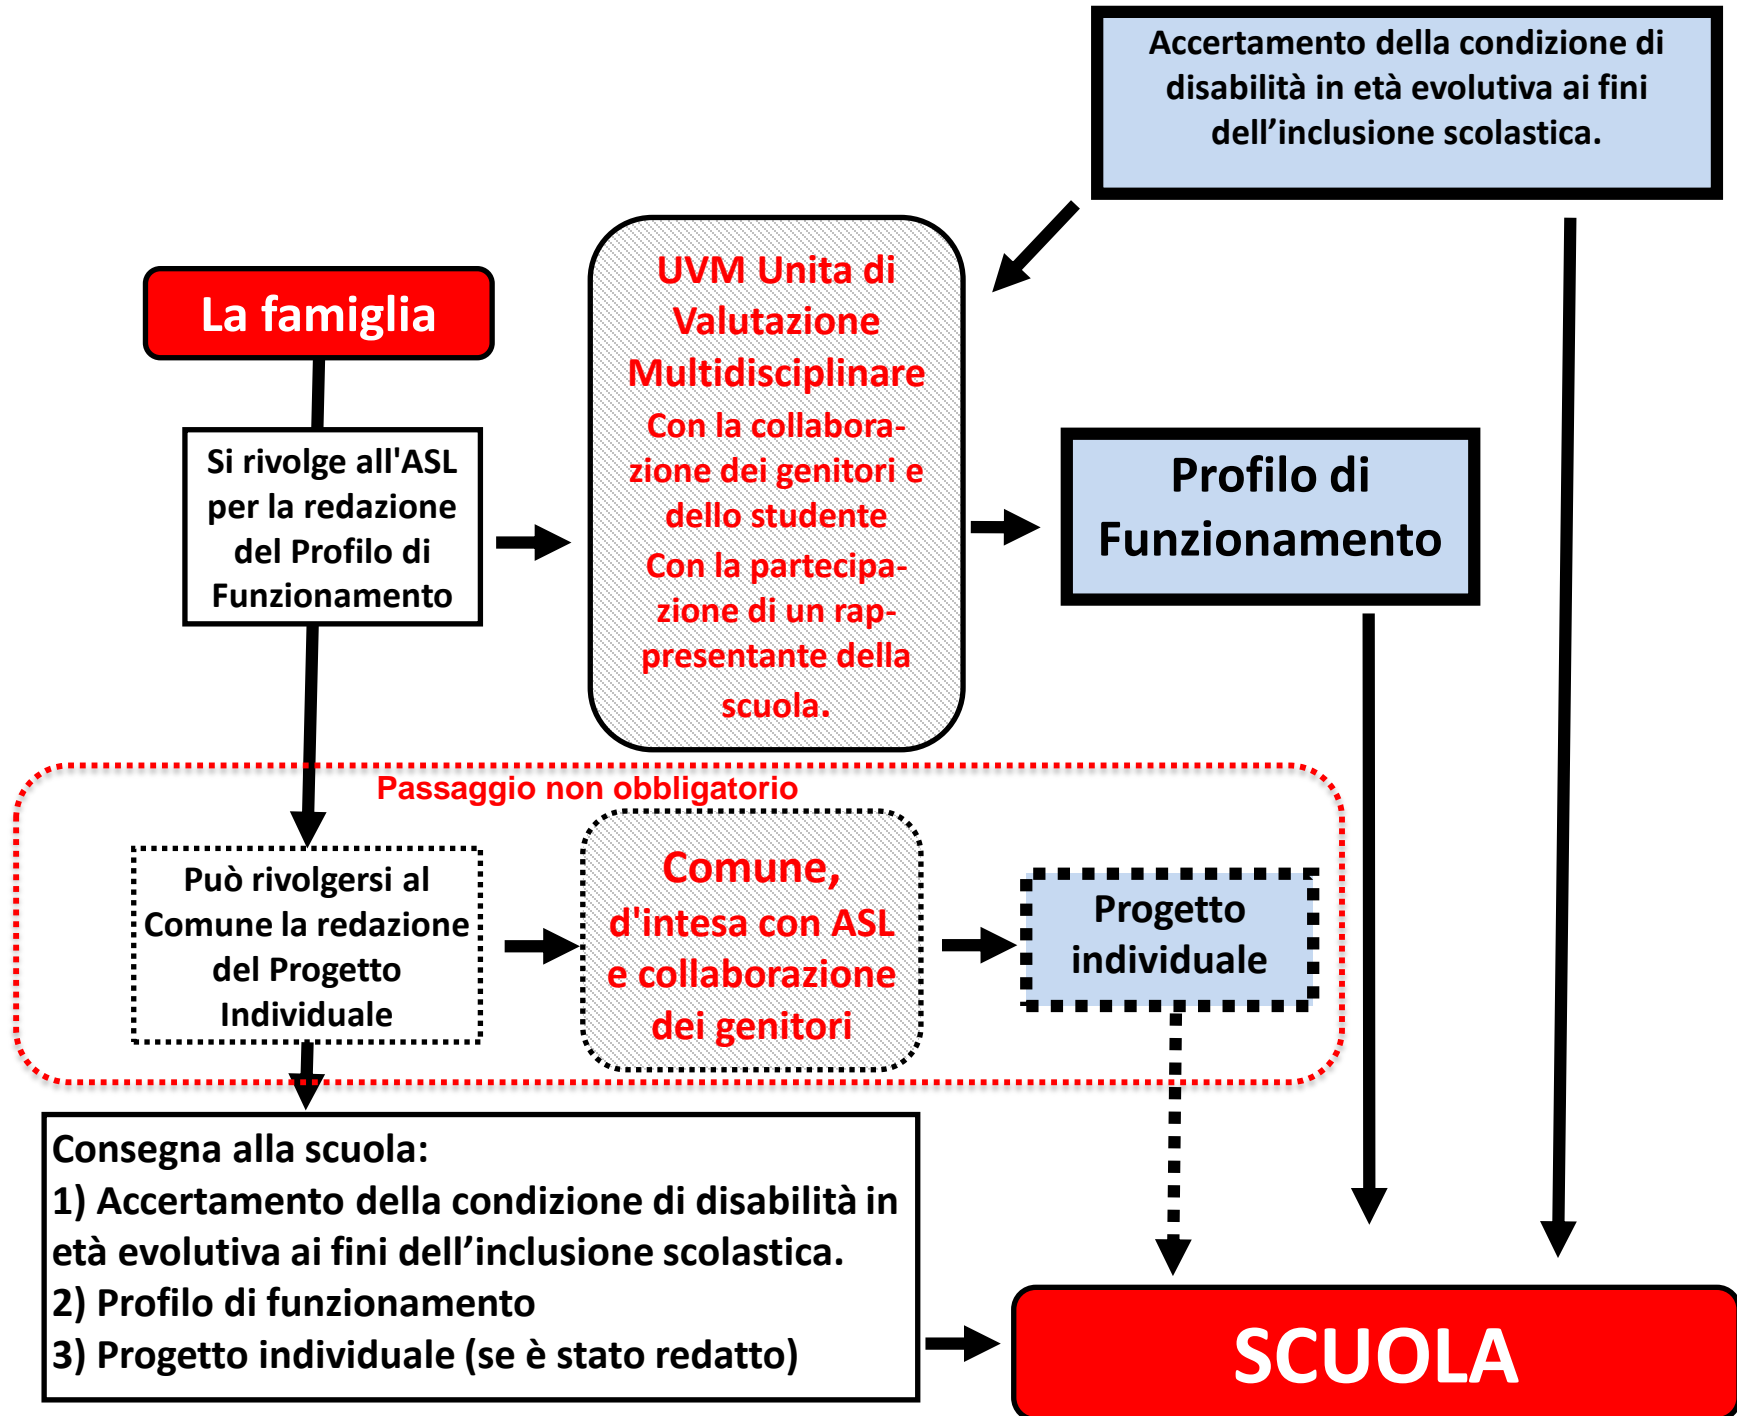 Accertamento della condizione di
disabilità in età evolutiva ai fini
dell’inclusione scolastica.
La famiglia
Si rivolge all'ASL
per la redazione
del Profilo di
Funzionamento
UVM Unita di
Valutazione
Multidisciplinare
Con la collabora-
zione dei genitori e
dello studente
Con la partecipa-
zione di un rap-
presentante della
scuola.
Profilo di
Funzionamento
Passaggio non obbligatorio
Può rivolgersi al
Comune la redazione
del Progetto
Individuale
Comune,
d'intesa con ASL
e collaborazione
dei genitori
Progetto
individuale
Consegna alla scuola:
1) Accertamento della condizione di disabilità in
età evolutiva ai fini dell’inclusione scolastica.
2) Profilo di funzionamento
3) Progetto individuale (se è stato redatto)
SCUOLA